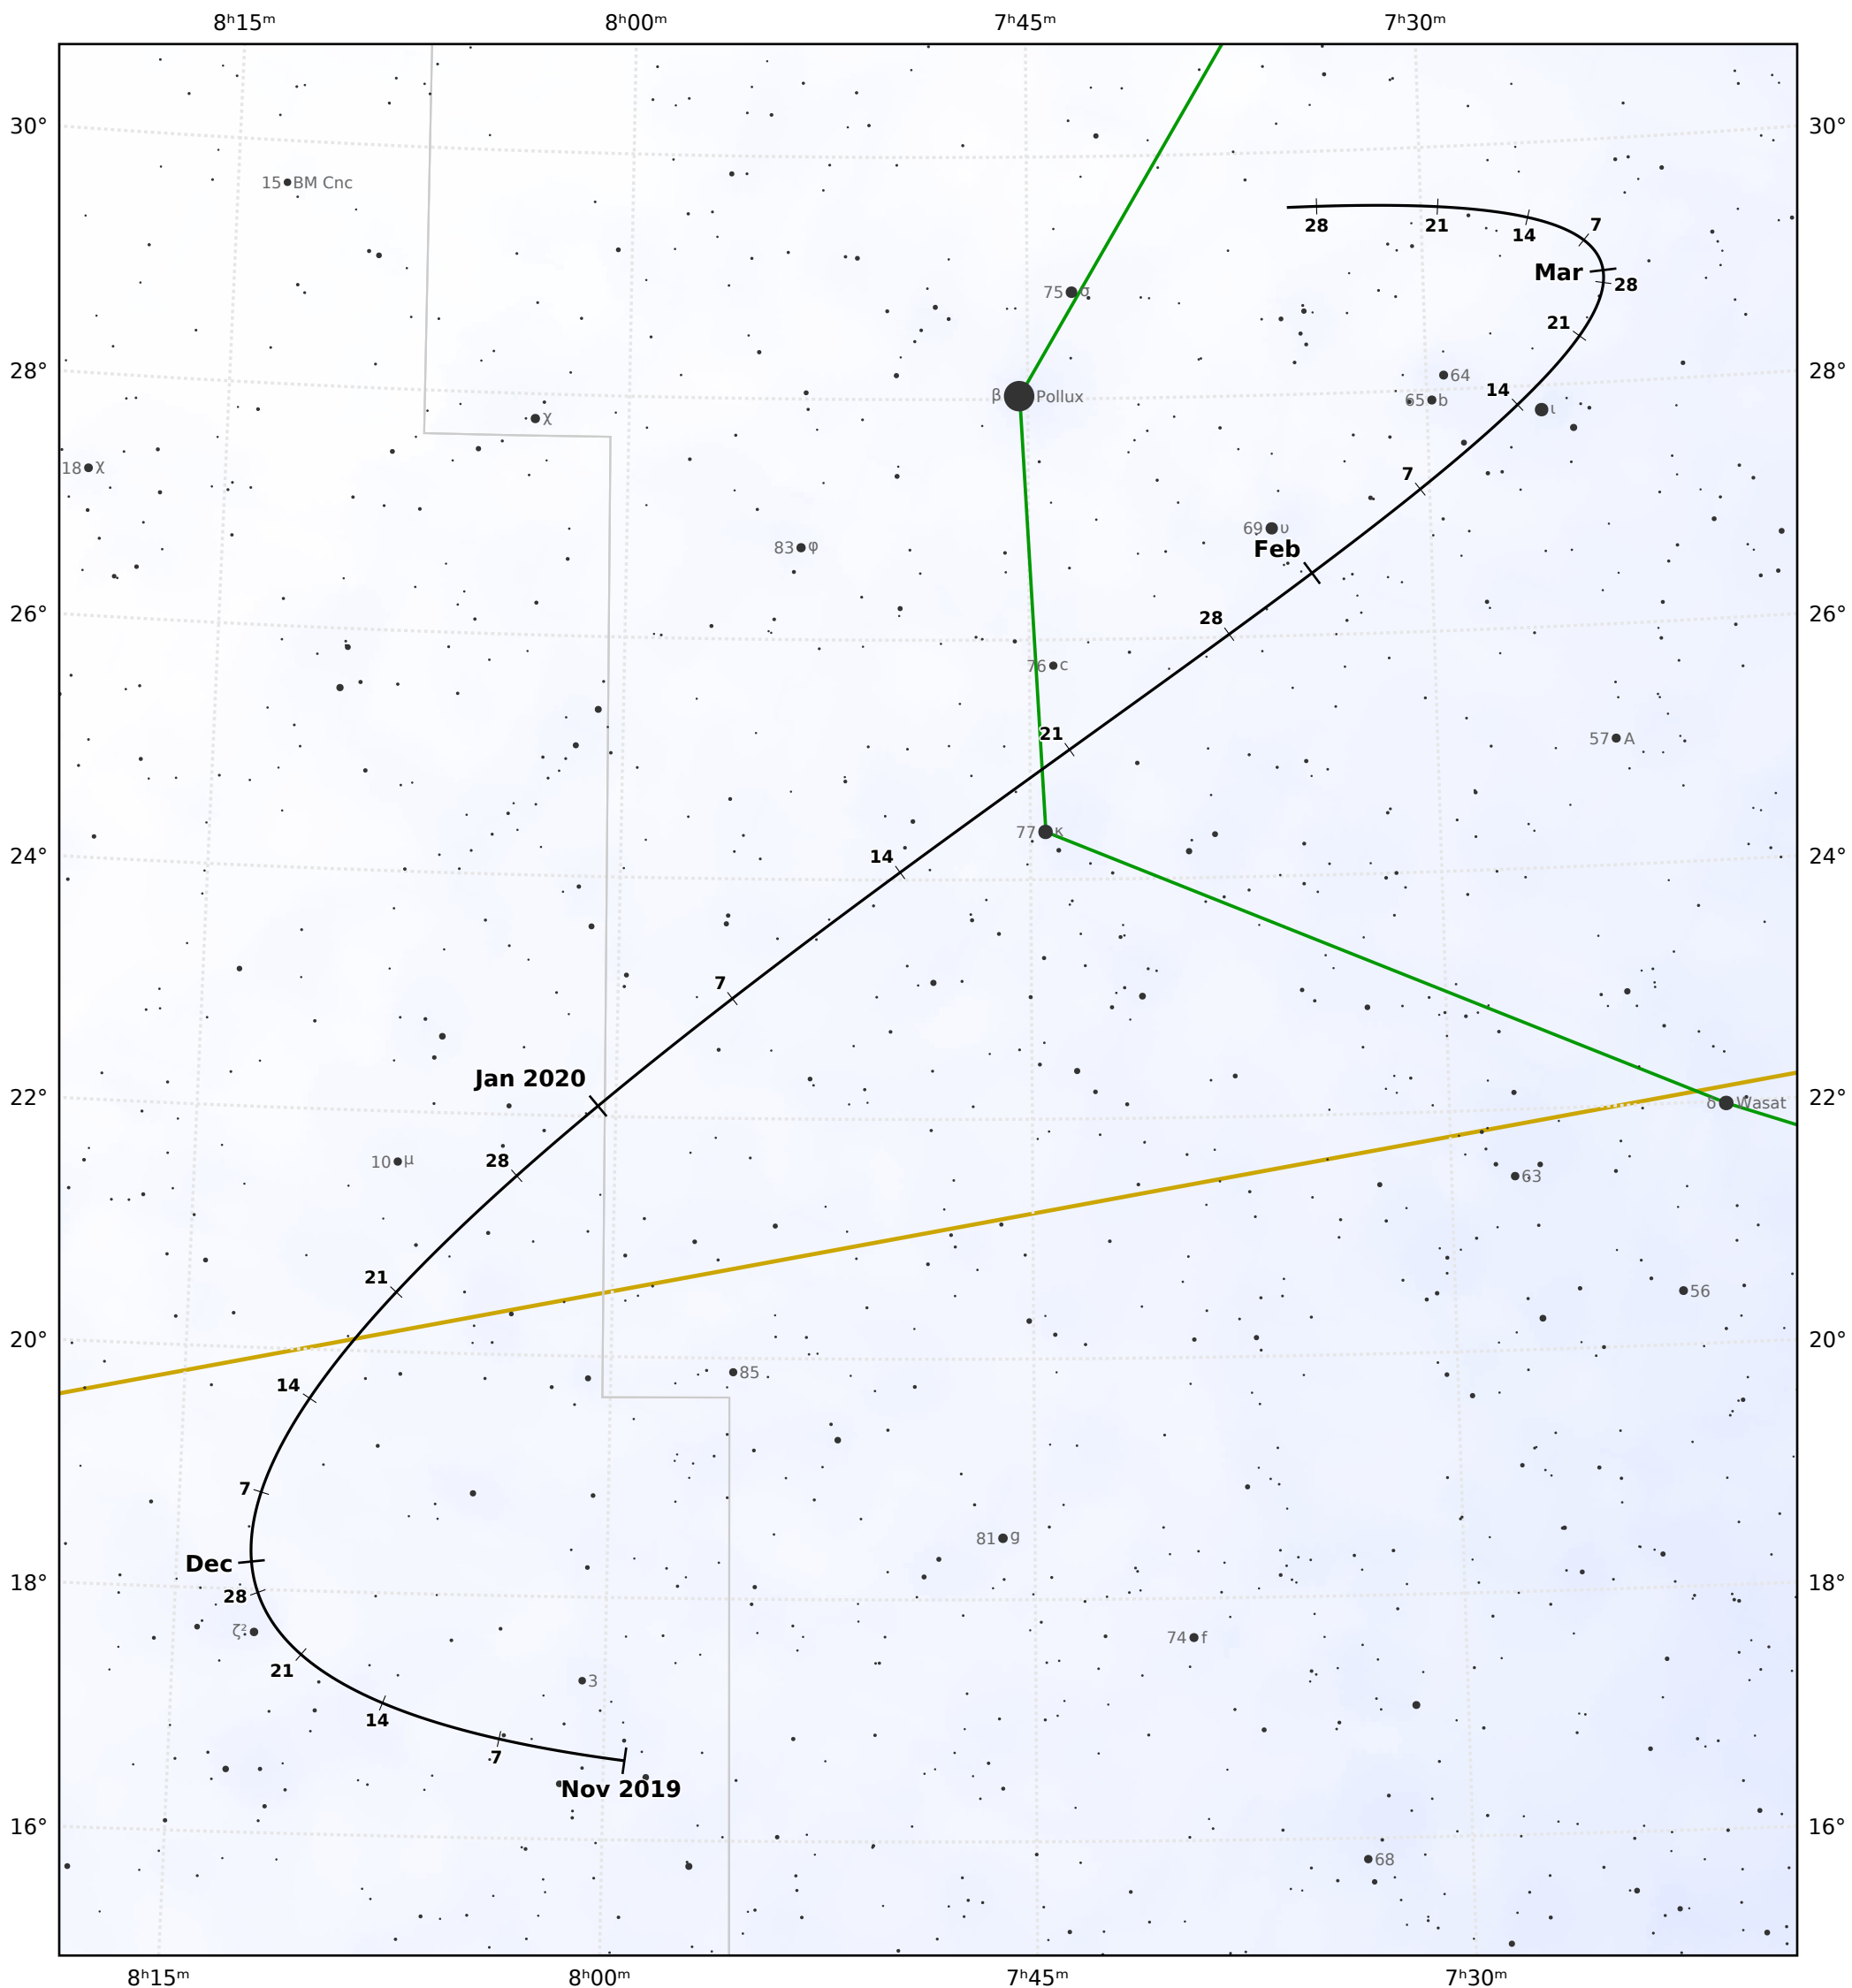 8ʰ15ᵐ 8ʰ00ᵐ 7ʰ45ᵐ 7ʰ30ᵐ
30° 30°
15 BM Cnc
28 21 14 7
Mar 28
75 σ
21
28° 28°
64
β Pollux
14
65 b ι
χ
18 χ
7
69 υ
83 φ
Feb
26° 26°
28
76 c
21
57 A
77 κ
24° 24°
14
7
Jan 2020
22° 22°
δ Wasat
10 μ
28
63
21
56
20° 20°
85
14
7
81 g
Dec
18° 18°
28
ζ²
74 f
21
3
14
7
Nov 2019
16° 16°
68
8ʰ15ᵐ 8ʰ00ᵐ 7ʰ45ᵐ 7ʰ30ᵐ